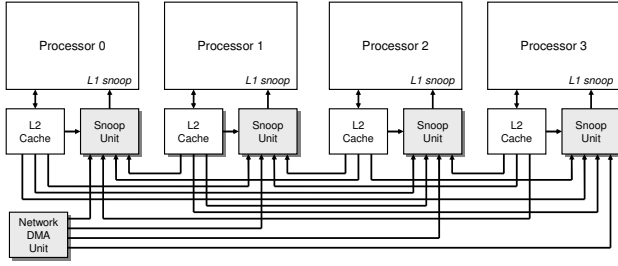 Processor 0
Processor 1
Processor 2
Processor 3
L1 snoop
L1 snoop
L1 snoop
L1 snoop
L2
Cache
Snoop
Unit
L2
Cache
Snoop
Unit
L2
Cache
Snoop
Unit
L2
Cache
Snoop
Unit
Network
DMA
Unit